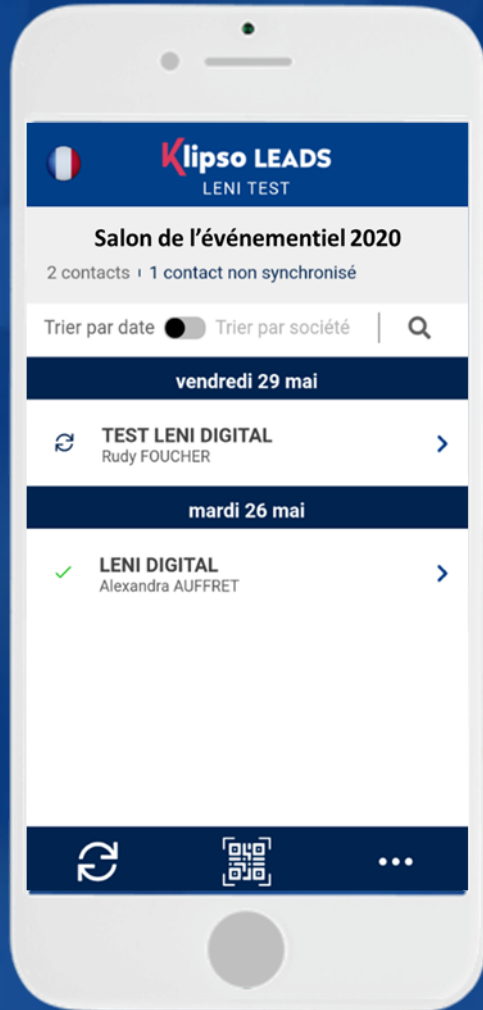 Klipso LEADS
LENI TEST
Salon de l'événementiel 2020
2 contacts ı 1 contact non synchronisé
Trier par date Trier par société
vendredi 29 mai
TEST LENI DIGITAL
Rudy FOUCHER
mardi 26 mai
LENI DIGITAL
Alexandra AUFFRET